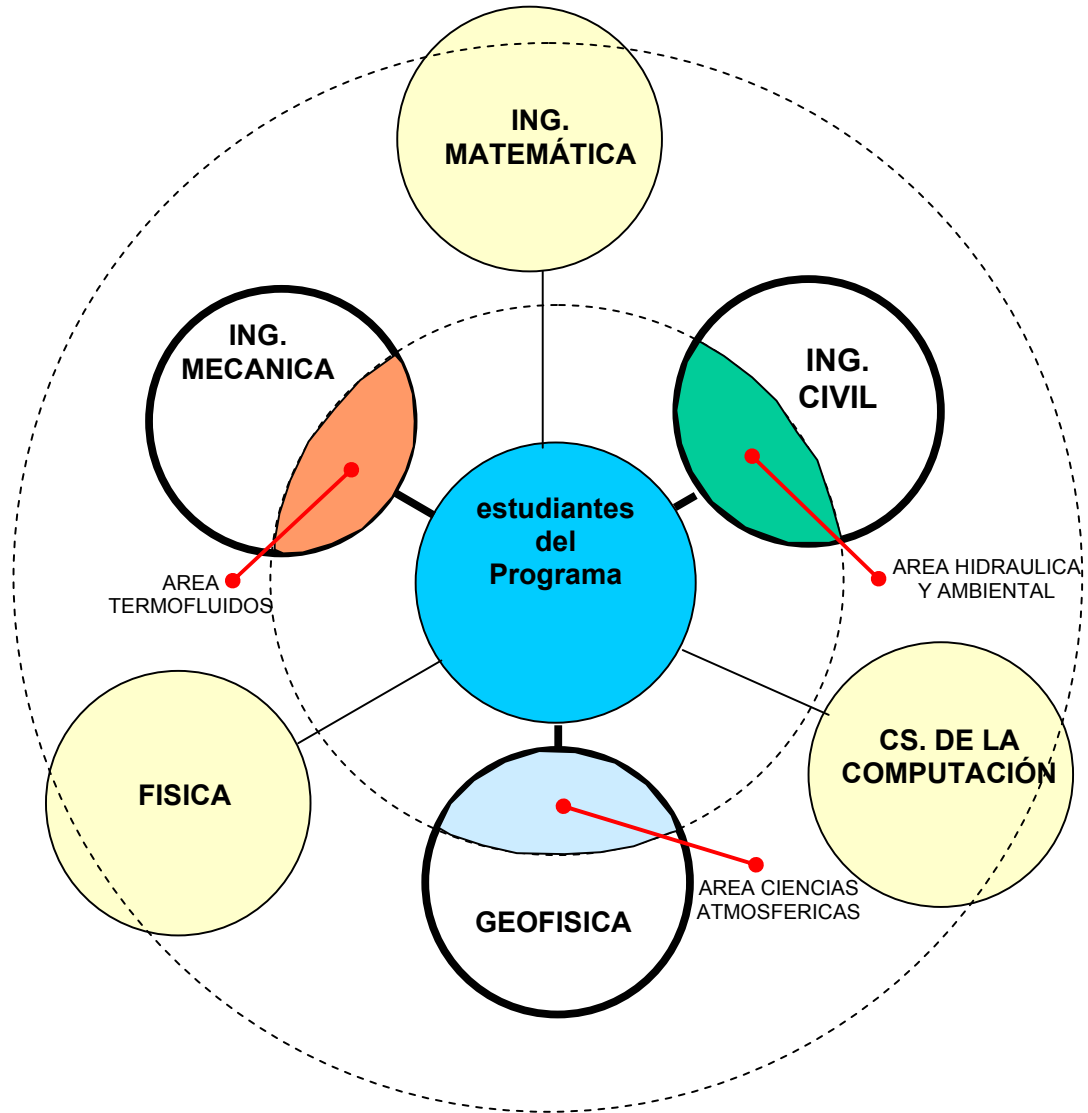 ING.
MATEMÁTICA
ING.
MECANICA
ING.
CIVIL
estudiantes
del
Programa
AREA
TERMOFLUIDOS
AREA HIDRAULICA
Y AMBIENTAL
FISICA
CS. DE LA
COMPUTACIÓN
GEOFISICA
AREA CIENCIAS
ATMOSFERICAS